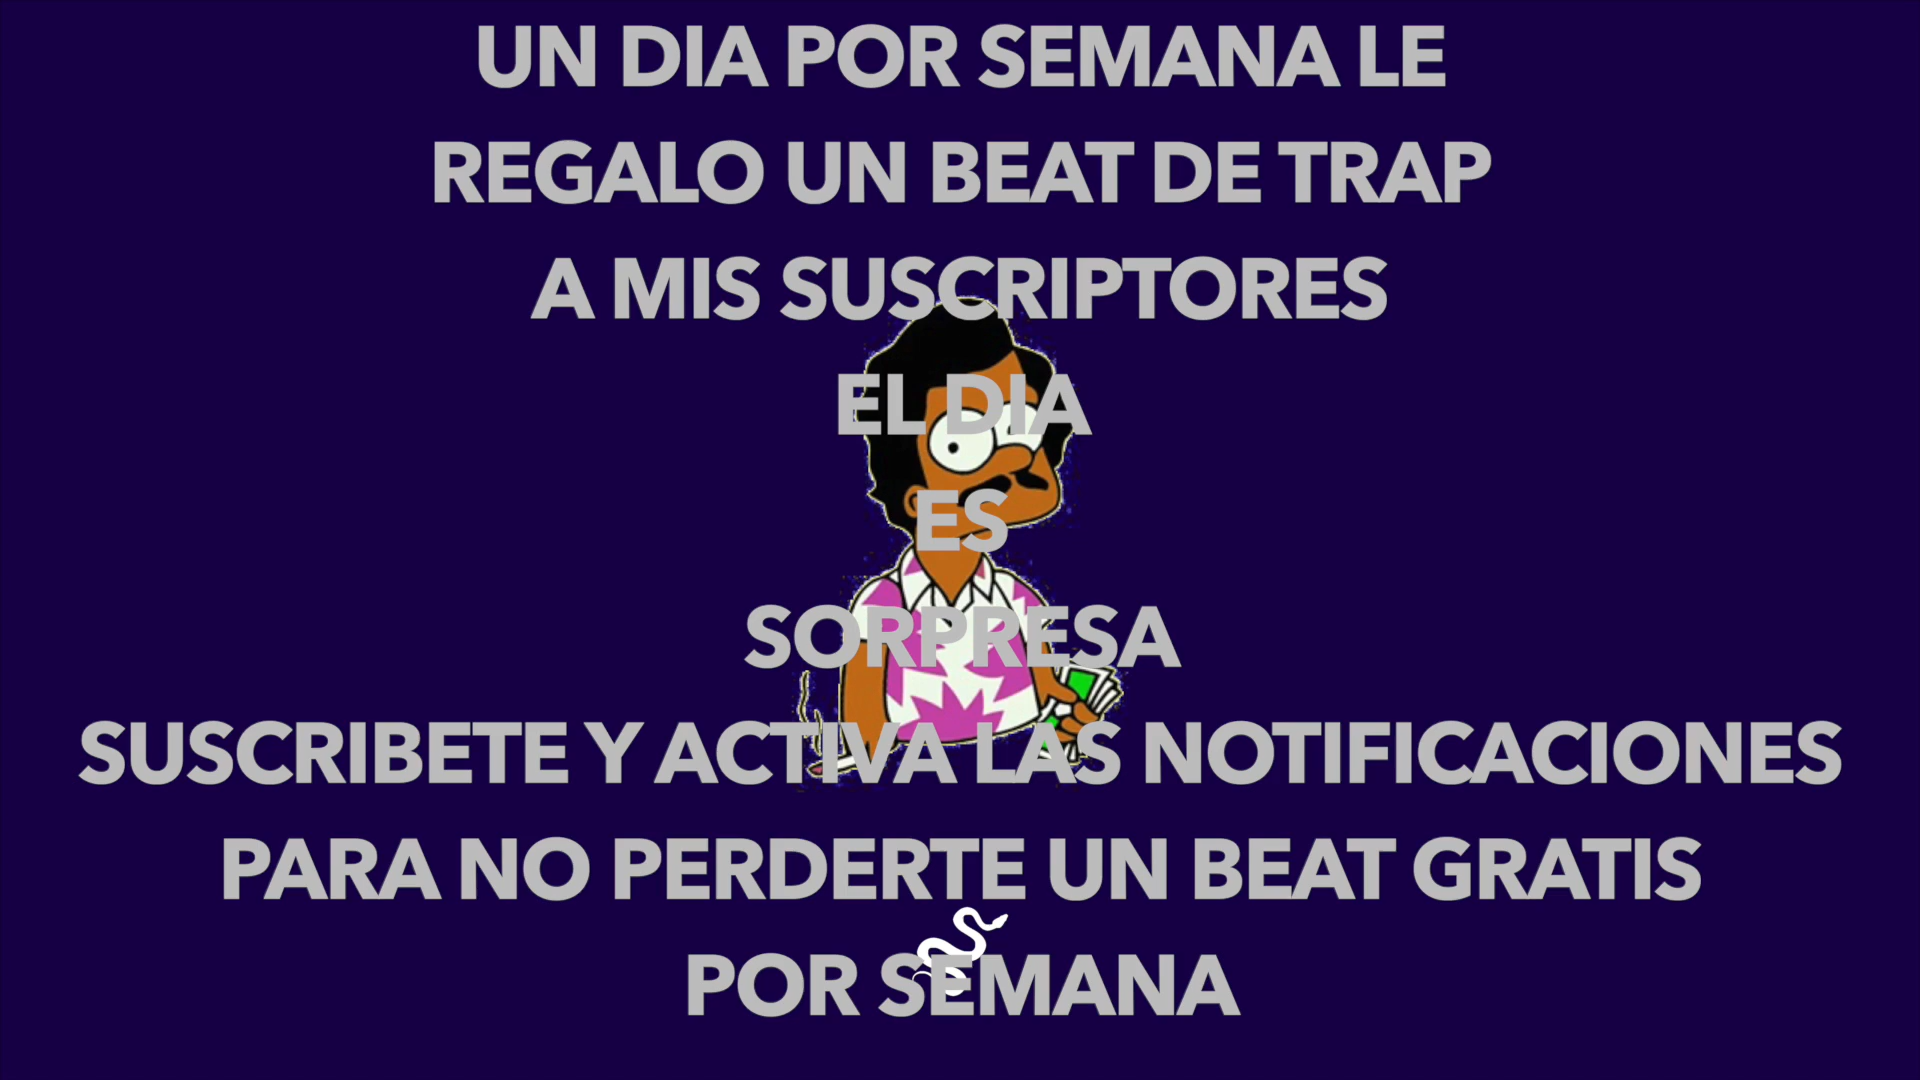 UN DIA POR SEMANA LE
REGALO UN BEAT DE TRAP
A MIS SUSCRIPTORES
EL DIA
ES
SORPRESA
SUSCRIBETE Y ACTIVA LAS NOTIFICACIONES
PARA NO PERDERTE UN BEAT GRATIS
POR SEMANA